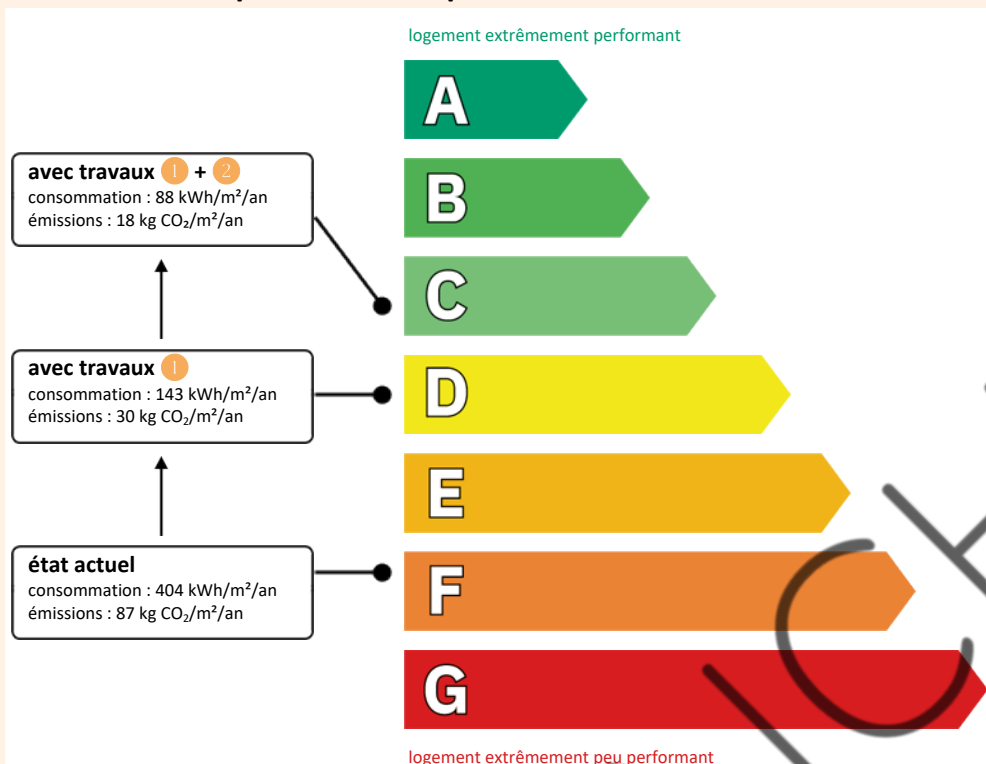 logement extrêmement performant
A
avec travaux 1 + 2
consommation : 88 kWh/m²/an
émissions : 18 kg CO₂/m²/an
B
C
avec travaux 1
consommation : 143 kWh/m²/an
émissions : 30 kg CO₂/m²/an
D
E
état actuel
consommation : 404 kWh/m²/an
émissions : 87 kg CO₂/m²/an
F
G
logement extrêmement peu performant